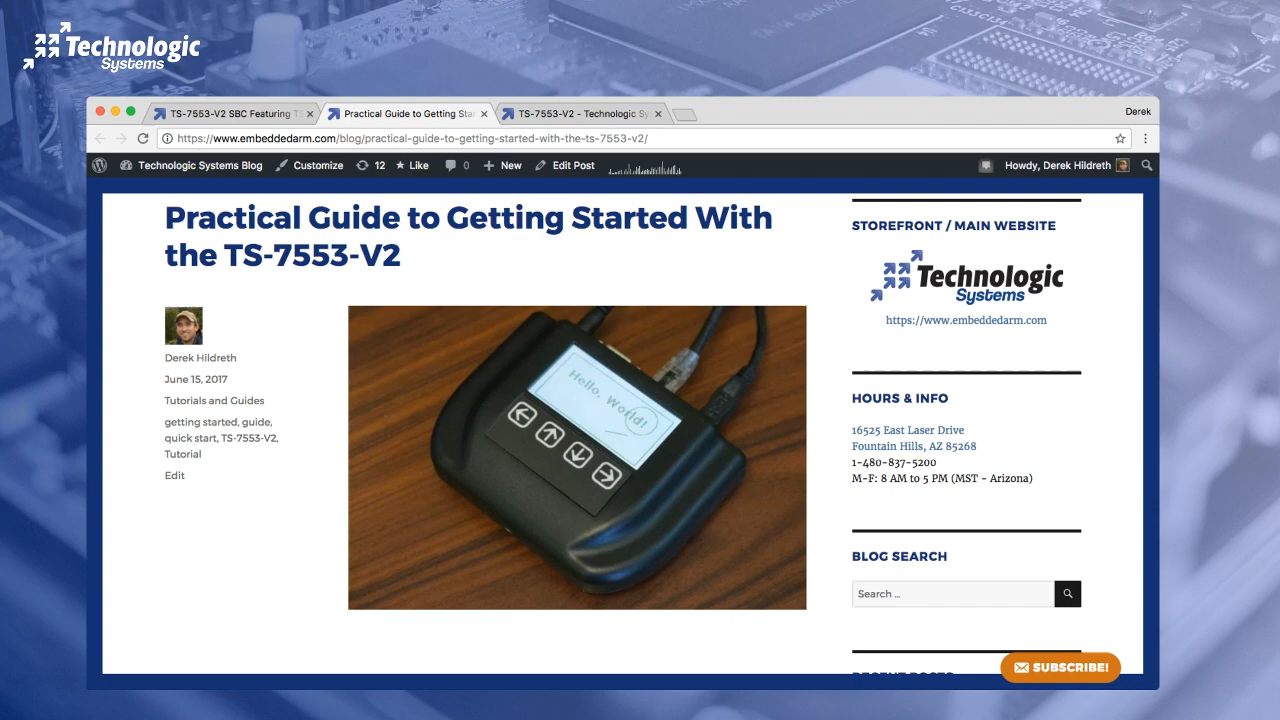 Technologic
Systems
TS-7553-V2 SBC Featuring T
Practical Guide to Getting Star
TS-7553-V2 - Technologic Sy
Derek
https://www.embeddedarm.com/blog/practical-guide-to-getting-started-with-the-ts-7553-v2/
Technologic Systems Blog
Customize
12
Like
0
New
Edit Post
Howdy, Derek Hildreth
Practical Guide to Getting Started With
the TS-7553-V2
Derek Hildreth
June 15, 2017
Tutorials and Guides
getting started, guide,
quick start, TS-7553-V2,
Tutorial
Edit
Hello, World!
STOREFRONT / MAIN WEBSITE
Technologic
Systems
https://www.embeddedarm.com
HOURS & INFO
16525 East Laser Drive
Fountain Hills, AZ 85268
1-480-837-5200
M-F: 8 AM to 5 PM (MST - Arizona)
BLOG SEARCH
Search ...
RECENT POSTS
SUBSCRIBE!